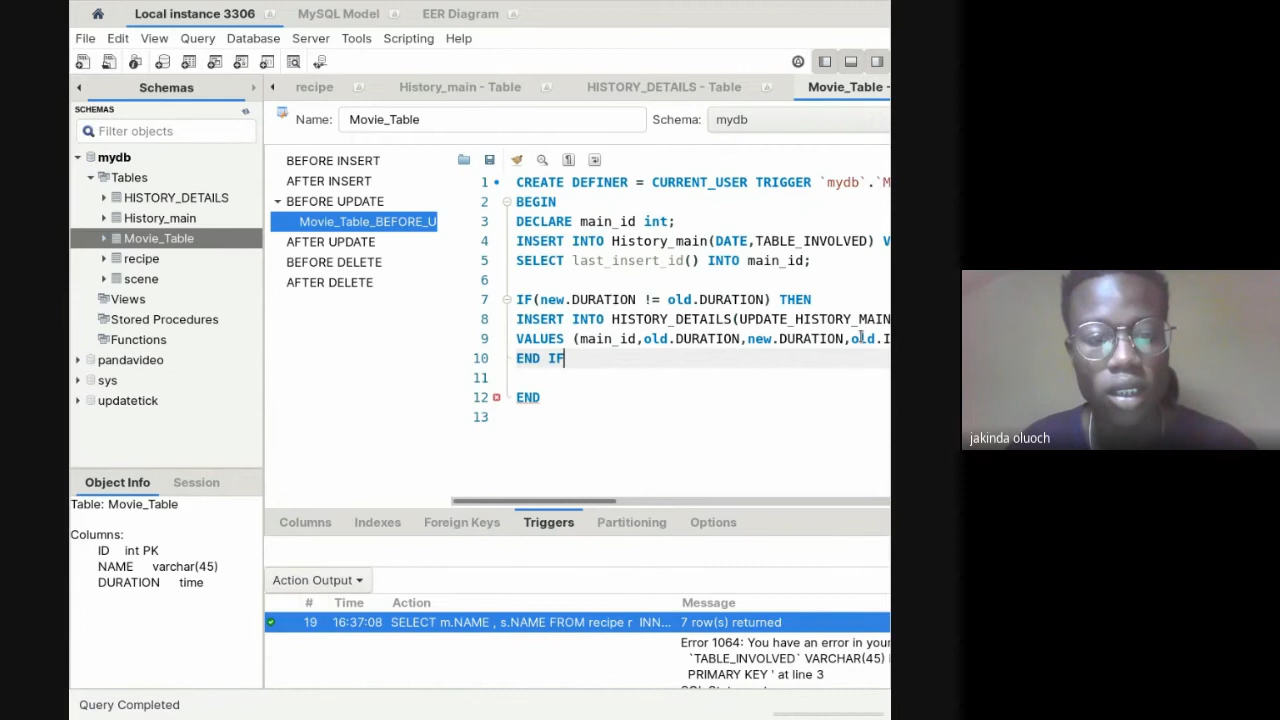 Local instance 3306
MySQL Model
EER Diagram
File Edit View Query Database Server Tools Scripting Help
Schemas
recipe
History_main - Table
HISTORY_DETAILS - Table
Movie_Table -
SCHEMAS
Filter objects
Name: Movie_Table
Schema: mydb
mydb
Tables
HISTORY_DETAILS
History_main
Movie_Table
recipe
scene
Views
Stored Procedures
Functions
pandavideo
sys
updatetick
BEFORE INSERT
AFTER INSERT
BEFORE UPDATE
Movie_Table_BEFORE_U
AFTER UPDATE
BEFORE DELETE
AFTER DELETE
1 CREATE DEFINER = CURRENT_USER TRIGGER `mydb`.`M
2 BEGIN
3 DECLARE main_id int;
4 INSERT INTO History_main(DATE,TABLE_INVOLVED) V
5 SELECT last_insert_id() INTO main_id;
6
7 IF(new.DURATION != old.DURATION) THEN
8 INSERT INTO HISTORY_DETAILS(UPDATE_HISTORY_MAIN
9 VALUES (main_id,old.DURATION,new.DURATION,old.I
10 END IF
11
12 END
13
Object Info
Session
Table: Movie_Table
Columns:
ID int PK
NAME varchar(45)
DURATION time
Columns Indexes Foreign Keys Triggers Partitioning Options
Action Output
# Time Action Message
19 16:37:08 SELECT m.NAME , s.NAME FROM recipe r INN... 7 row(s) returned
Error 1064: You have an error in your
`TABLE_INVOLVED` VARCHAR(45)
PRIMARY KEY ' at line 3
Query Completed
jakinda oluoch